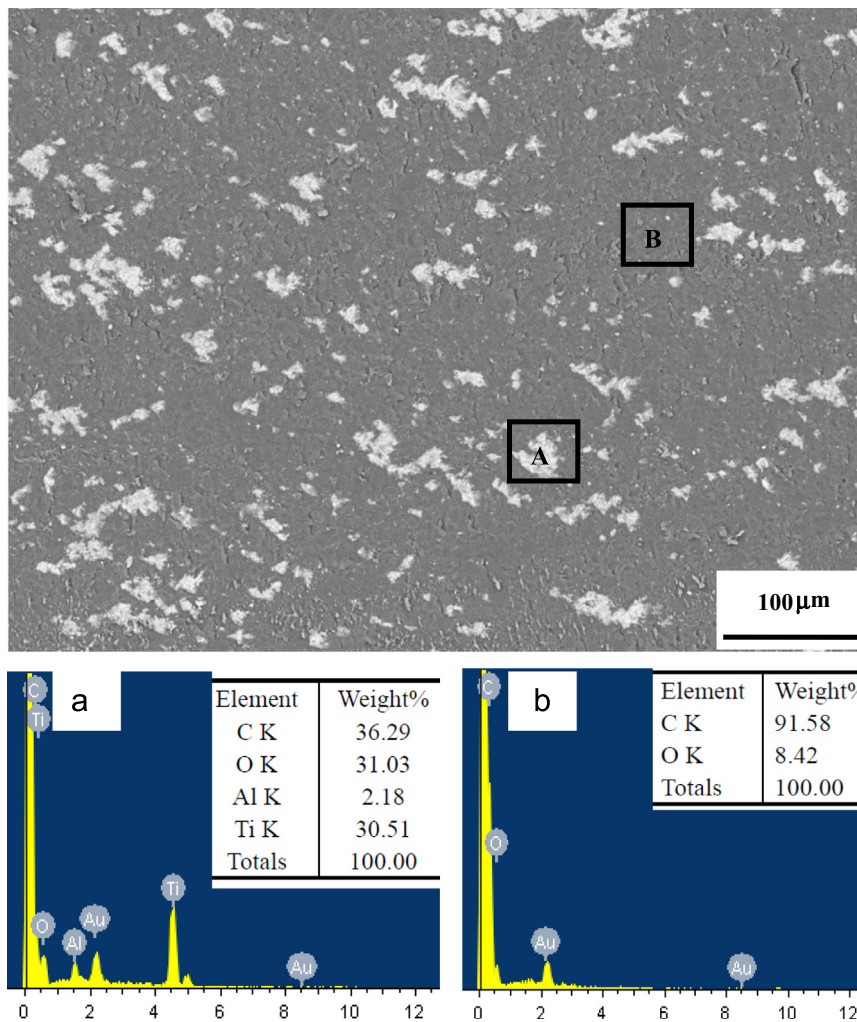 B
A
100μm
a
Element Weight%
C K 36.29
O K 31.03
Al K 2.18
Ti K 30.51
Totals 100.00
C
Ti
O
Al
Au
Ti
Au
0 2 4 6 8 10 12
b
Element Weight%
C K 91.58
O K 8.42
Totals 100.00
C
O
Au
Au
0 2 4 6 8 10 12